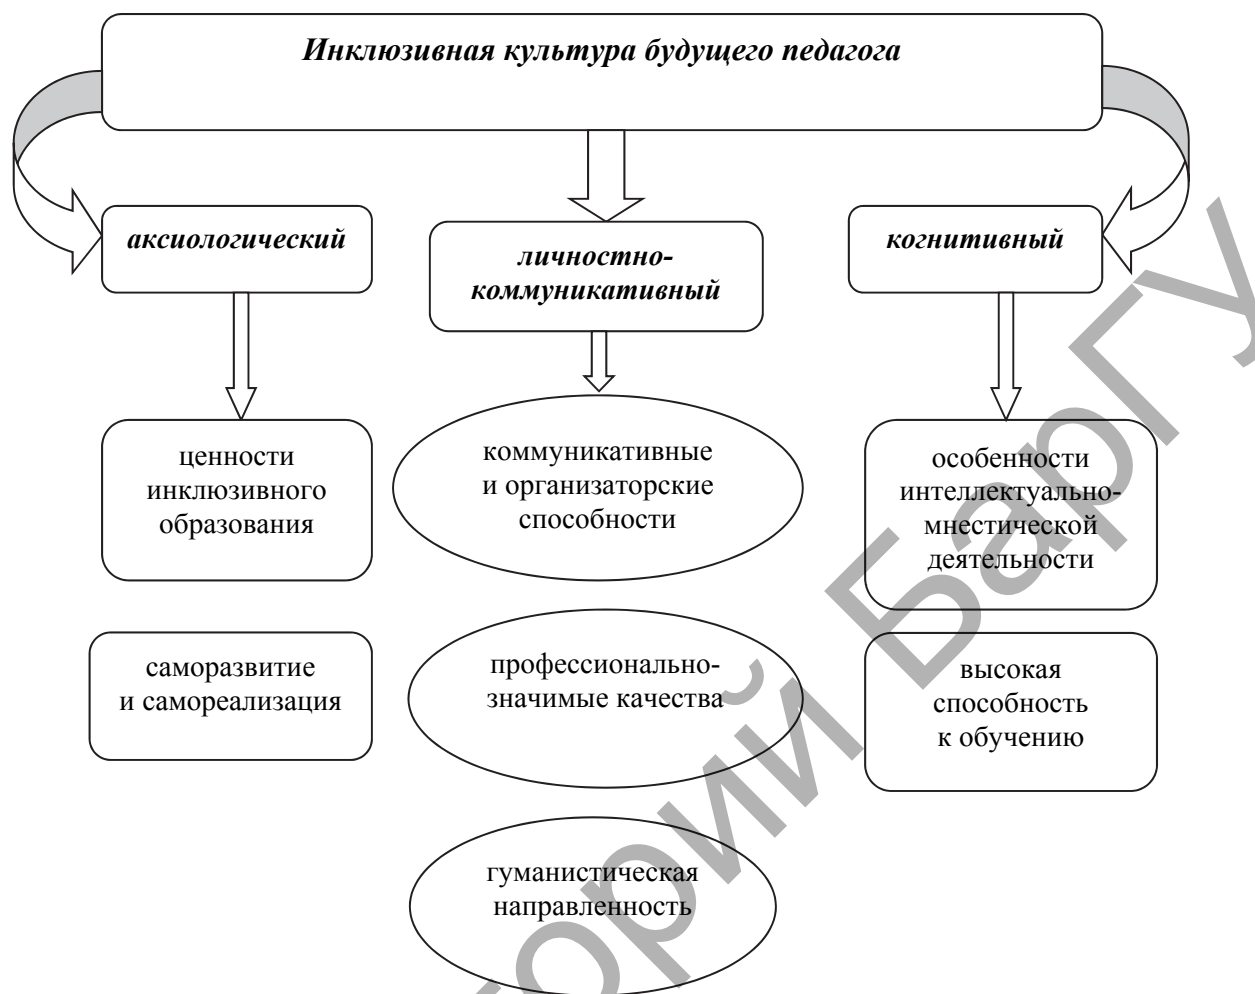 Инклюзивная культура будущего педагога
аксиологический
личностно-
коммуникативный
когнитивный
ценности
инклюзивного
образования
коммуникативные
и организаторские
способности
особенности
интеллектуально-
мнестической
деятельности
саморазвитие
и самореализация
профессионально-
значимые качества
высокая
способность
к обучению
гуманистическая
направленность
БарГУ